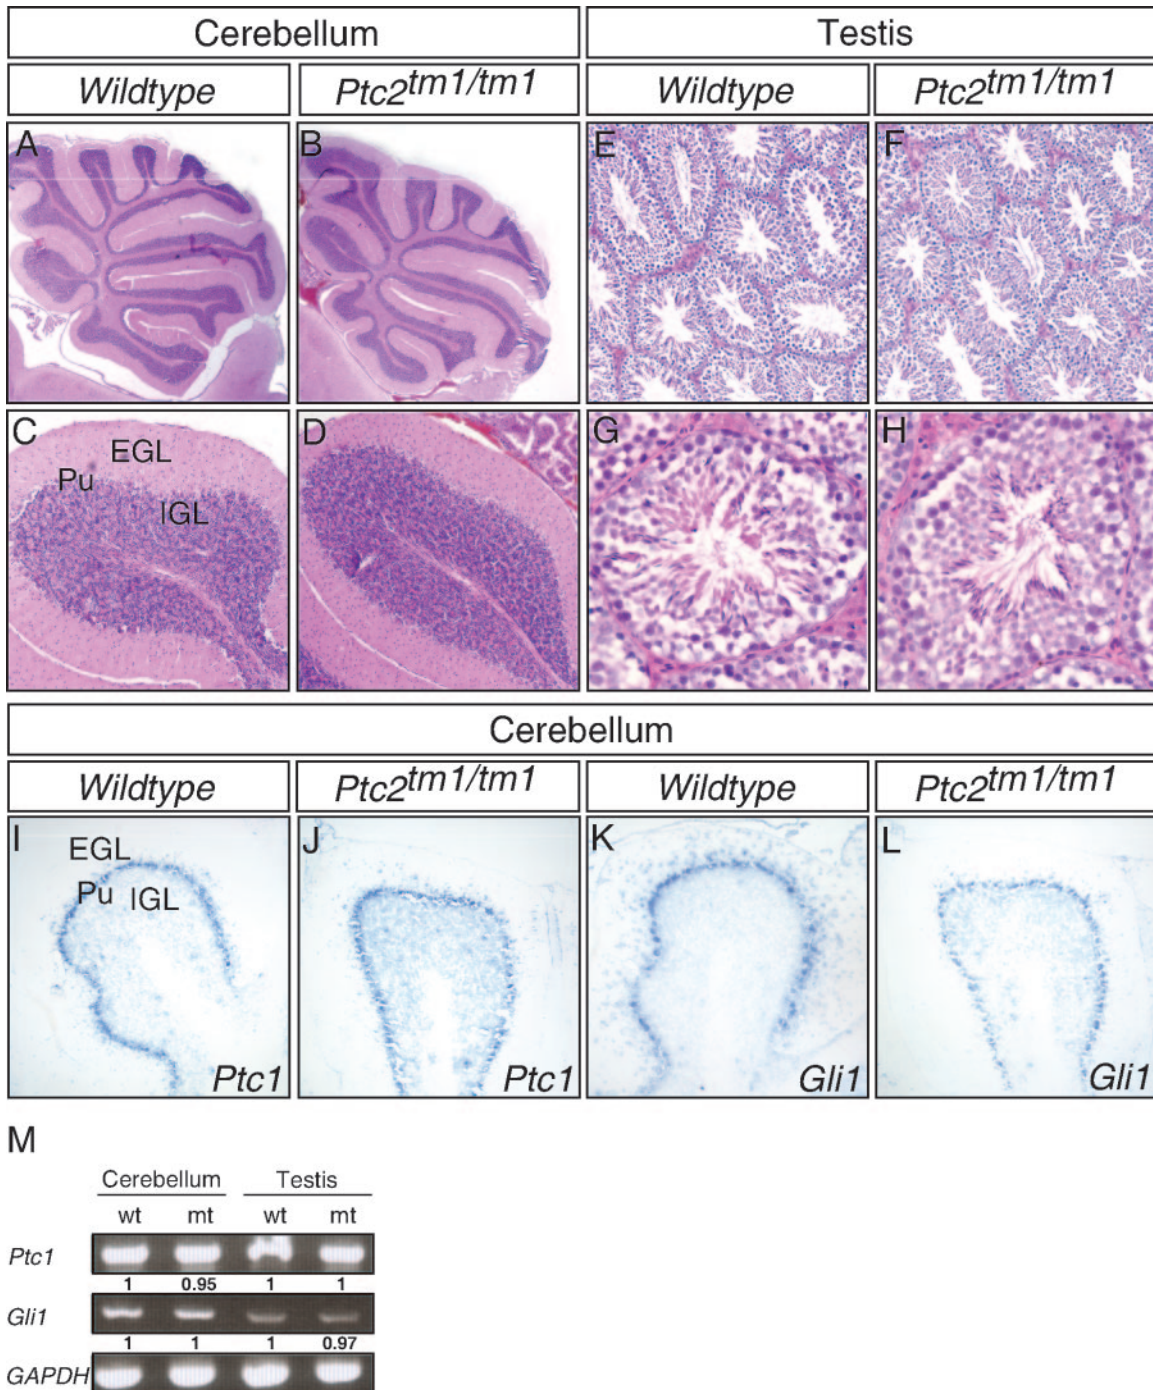 Cerebellum Testis
Wildtype Ptc2tm1/tm1 Wildtype Ptc2tm1/tm1
A B E F
C EGL Pu IGL D G H
Cerebellum
Wildtype Ptc2tm1/tm1 Wildtype Ptc2tm1/tm1
I EGL Pu IGL J K L
Ptc1 Ptc1 Gli1 Gli1
M
Cerebellum Testis
wt mt wt mt
Ptc1
1 0.95 1 1
Gli1
1 1 1 0.97
GAPDH